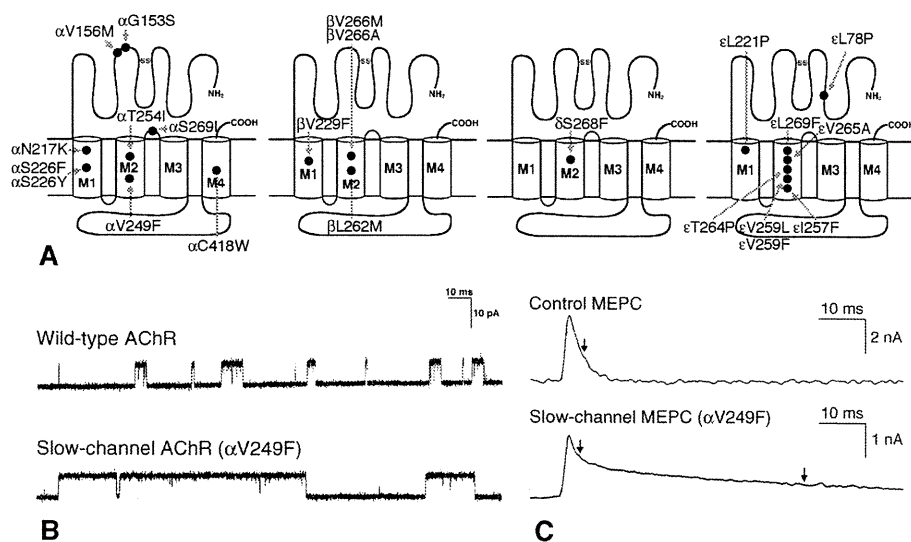 αG153S
αV156M
ss
NH₂
αT254I
αS269I
COOH
αN217K
αS226F
αS226Y
M1
M2
M3
M4
αV249F
αC418W
βV266M
βV266A
ss
NH₂
βV229F
COOH
M1
M2
M3
M4
βL262M
ss
NH₂
δS268F
COOH
M1
M2
M3
M4
εL221P
εL78P
ss
NH₂
εL269F
εV265A
COOH
M1
M3
M4
εT264P
εV259L
εI257F
εV259F
A
10 ms
10 pA
Wild-type AChR
Slow-channel AChR (αV249F)
B
Control MEPC
10 ms
2 nA
Slow-channel MEPC (αV249F)
10 ms
1 nA
C